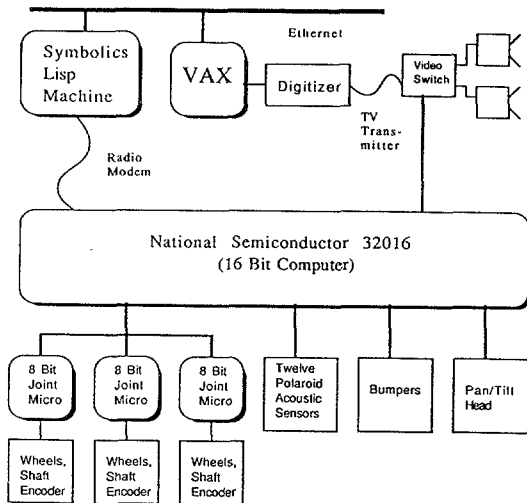 Ethernet
Symbolics
Lisp
Machine
VAX
Digitizer
Video
Switch
TV
Trans-
mitter
Radio
Modem
National Semiconductor 32016
(16 Bit Computer)
8 Bit
Joint
Micro
8 Bit
Joint
Micro
8 Bit
Joint
Micro
Twelve
Polaroid
Acoustic
Sensors
Bumpers
Pan/Tilt
Head
Wheels,
Shaft
Encoder
Wheels,
Shaft
Encoder
Wheels,
Shaft
Encoder